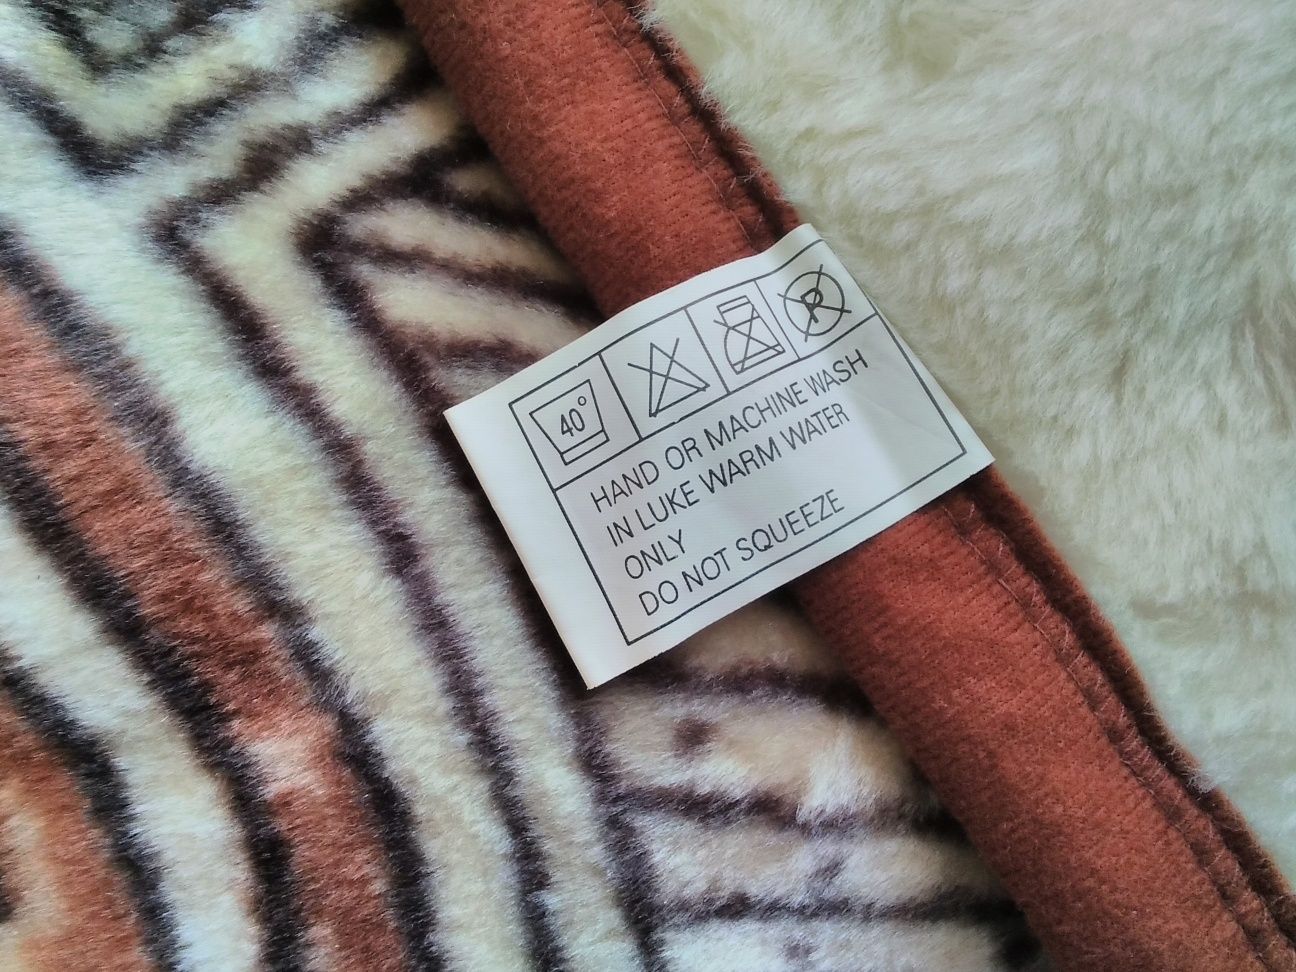 40°
R
HAND OR MACHINE WASH
IN LUKE WARM WATER
ONLY
DO NOT SQUEEZE